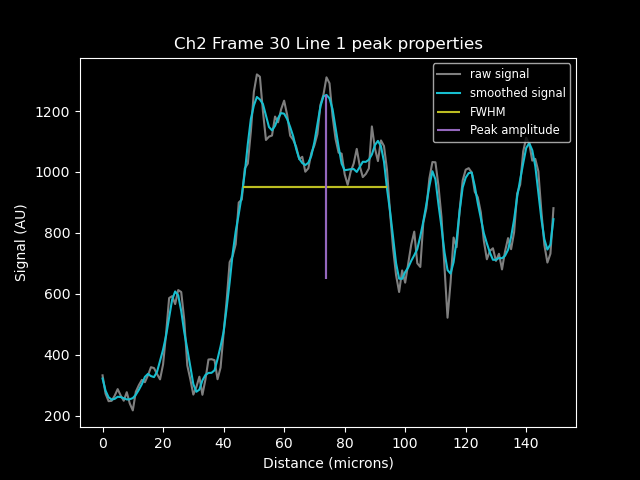 Ch2 Frame 30 Line 1 peak properties
raw signal
smoothed signal
FWHM
Peak amplitude
1200
1000
800
600
400
200
Signal (AU)
0 20 40 60 80 100 120 140
Distance (microns)